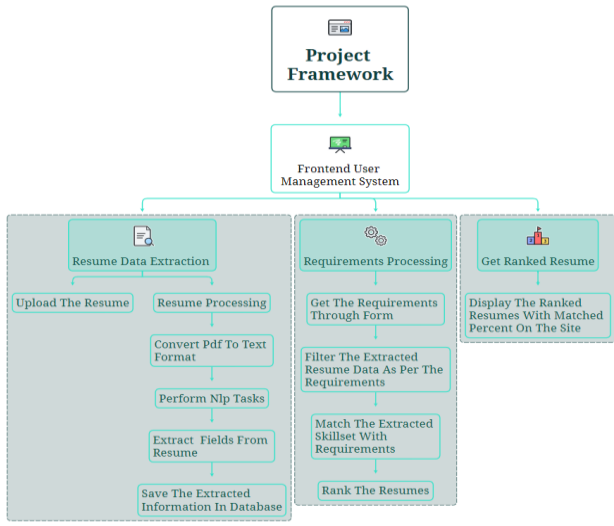 Project
Framework
Frontend User
Management System
Resume Data Extraction
Upload The Resume
Resume Processing
Convert Pdf To Text
Format
Perform Nlp Tasks
Extract Fields From
Resume
Save The Extracted
Information In Database
Requirements Processing
Get The Requirements
Through Form
Filter The Extracted
Resume Data As Per The
Requirements
Match The Extracted
Skillset With
Requirements
Rank The Resumes
Get Ranked Resume
Display The Ranked
Resumes With Matched
Percent On The Site